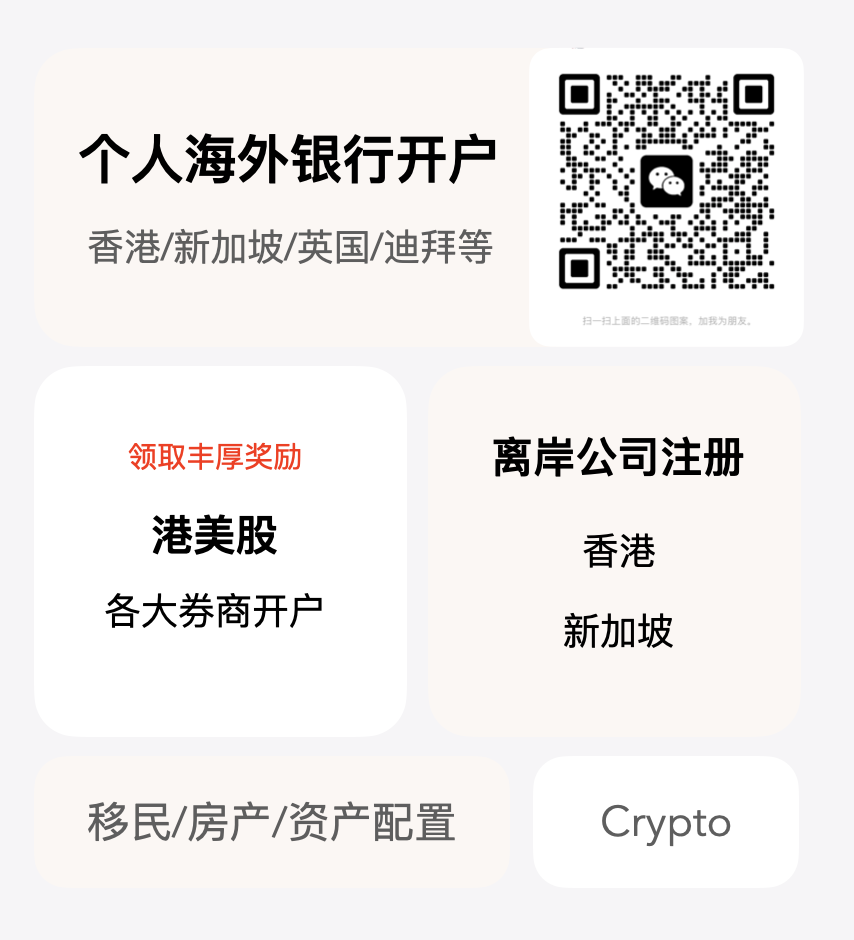 个人海外银行开户
香港/新加坡/英国/迪拜等
扫一扫上面的二维码图案，加我为朋友。
领取丰厚奖励
港美股
各大券商开户
离岸公司注册
香港
新加坡
移民/房产/资产配置
Crypto